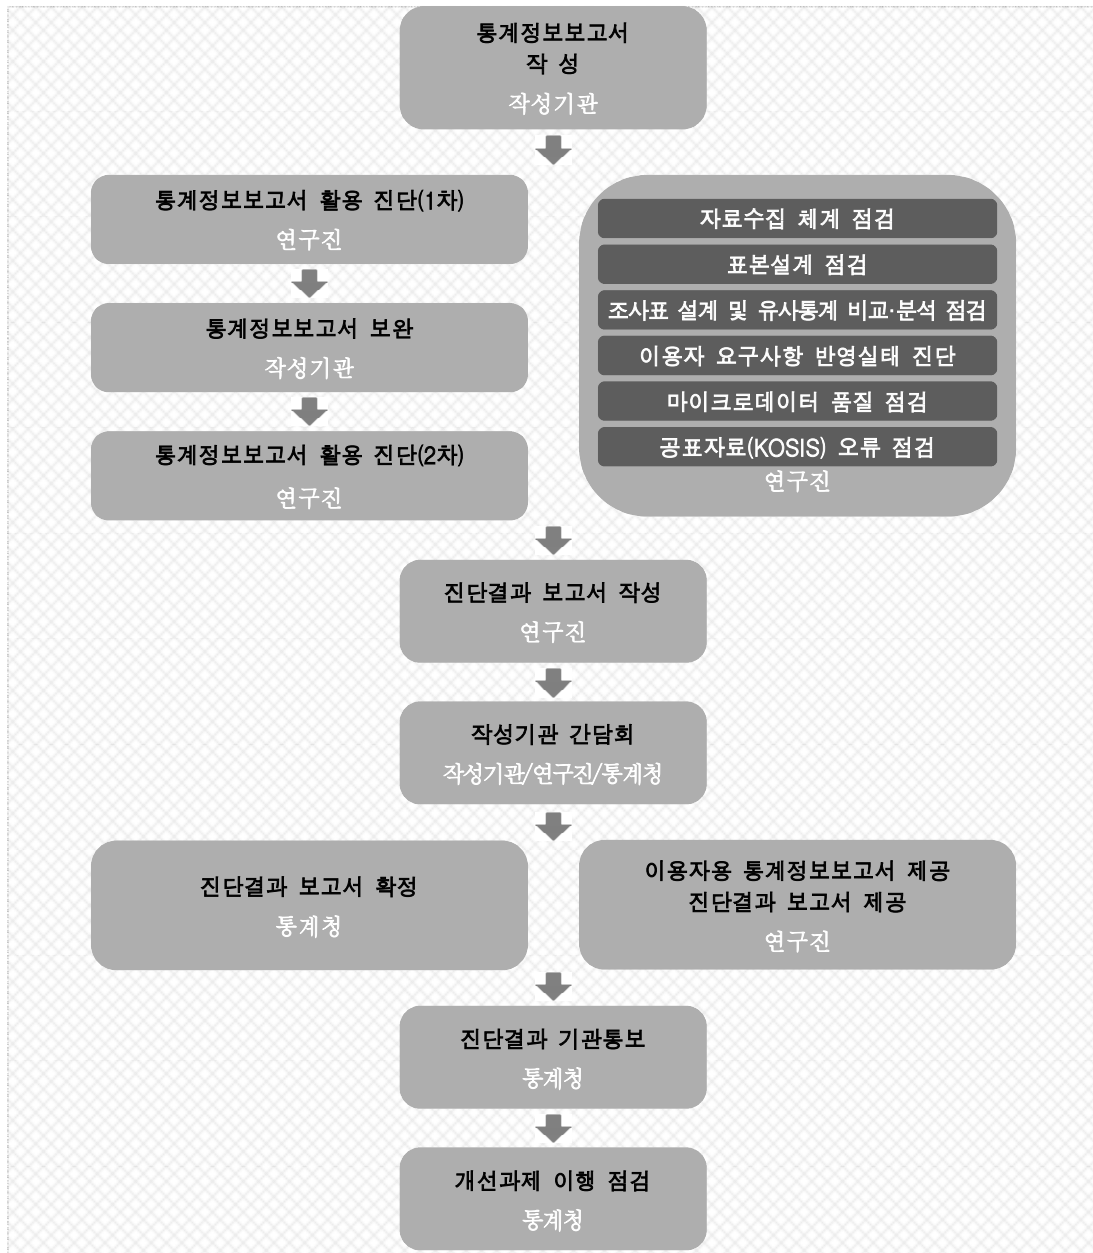 통계정보보고서
작 성
작성기관
통계정보보고서 활용 진단(1차)
연구진
통계정보보고서 보완
작성기관
통계정보보고서 활용 진단(2차)
연구진
자료수집 체계 점검
표본설계 점검
조사표 설계 및 유사통계 비교·분석 점검
이용자 요구사항 반영실태 진단
마이크로데이터 품질 점검
공표자료(KOSIS) 오류 점검
연구진
진단결과 보고서 작성
연구진
작성기관 간담회
작성기관/연구진/통계청
진단결과 보고서 확정
통계청
이용자용 통계정보보고서 제공
진단결과 보고서 제공
연구진
진단결과 기관통보
통계청
개선과제 이행 점검
통계청